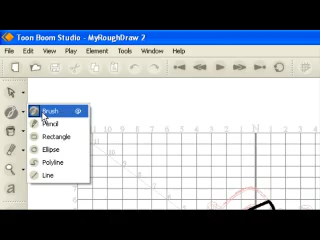 Toon Boom Studio - MyRoughDraw 2
File Edit View Play Element Tools Window Help
Brush
Pencil
Rectangle
Ellipse
Polyline
Line
a
N